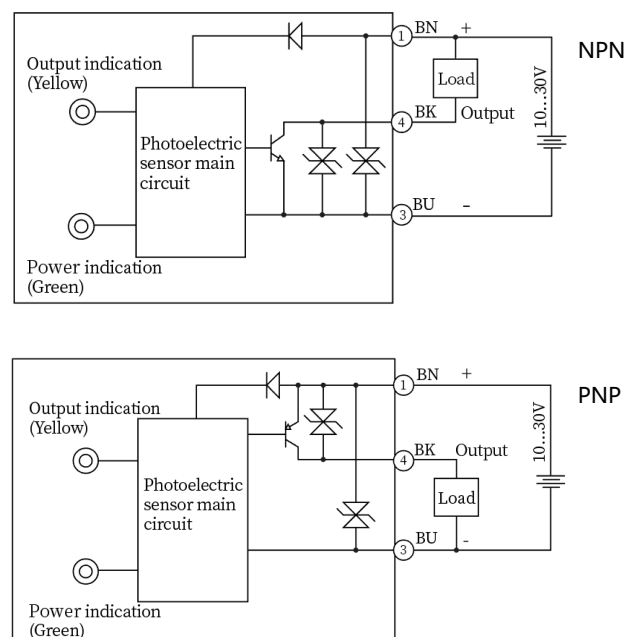 NPN
1 BN +
Output indication
(Yellow)
Load
10...30V
4 BK Output
Photoelectric
sensor main
circuit
3 BU -
Power indication
(Green)
1 BN +
PNP
Output indication
(Yellow)
10...30V
4 BK Output
Photoelectric
sensor main
circuit
Load
3 BU -
Power indication
(Green)